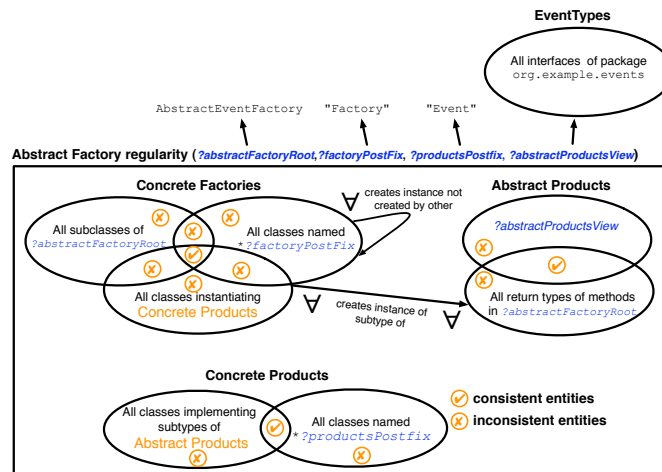 EventTypes
All interfaces of package
org.example.events
AbstractEventFactory "Factory" "Event"
Abstract Factory regularity (?abstractFactoryRoot,?factoryPostFix, ?productsPostfix, ?abstractProductsView)
Concrete Factories
Abstract Products
∀ creates instance not
created by other
All subclasses of
?abstractFactoryRoot
All classes named
*?factoryPostFix
?abstractProductsView
All classes instantiating
Concrete Products
∀ creates instance of
subtype of ∀
All return types of methods
in ?abstractFactoryRoot
Concrete Products
All classes implementing
subtypes of
Abstract Products
All classes named
*?productsPostfix
consistent entities
inconsistent entities